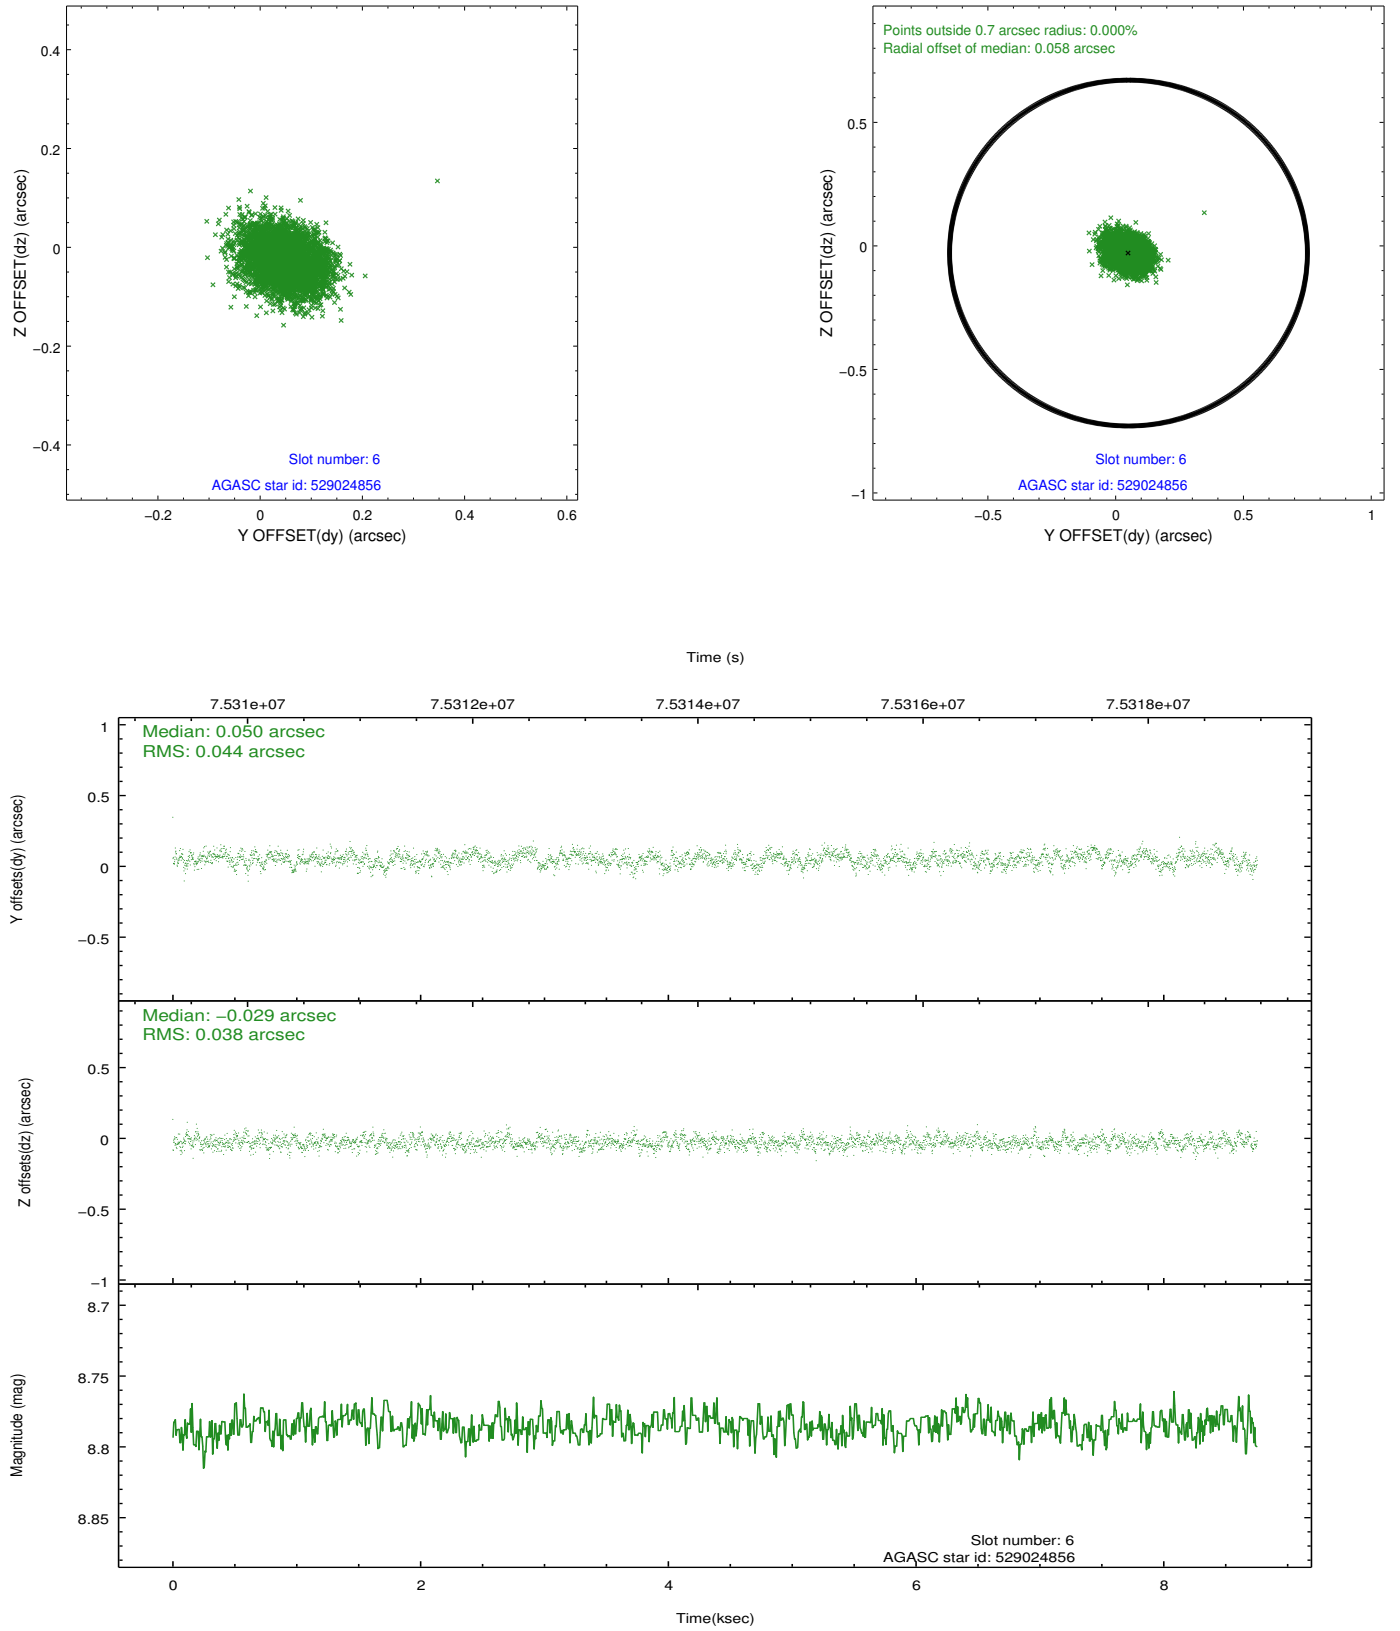 0.4
0.2
0
−0.2
−0.4
Z OFFSET(dz) (arcsec)
Slot number: 6
AGASC star id: 529024856
−0.2
0
0.2
0.4
0.6
Y OFFSET(dy) (arcsec)
Points outside 0.7 arcsec radius: 0.000%
Radial offset of median: 0.058 arcsec
0.5
0
−0.5
−1
Z OFFSET(dz) (arcsec)
Slot number: 6
AGASC star id: 529024856
−0.5
0
0.5
1
Y OFFSET(dy) (arcsec)
Time (s)
7.531e+07
7.5312e+07
7.5314e+07
7.5316e+07
7.5318e+07
Median: 0.050 arcsec
RMS: 0.044 arcsec
1
0.5
0
−0.5
Y offsets(dy) (arcsec)
Median: −0.029 arcsec
RMS: 0.038 arcsec
0.5
0
−0.5
−1
Z offsets(dz) (arcsec)
8.7
8.75
8.8
8.85
Magnitude (mag)
Slot number: 6
AGASC star id: 529024856
0
2
4
6
8
Time(ksec)